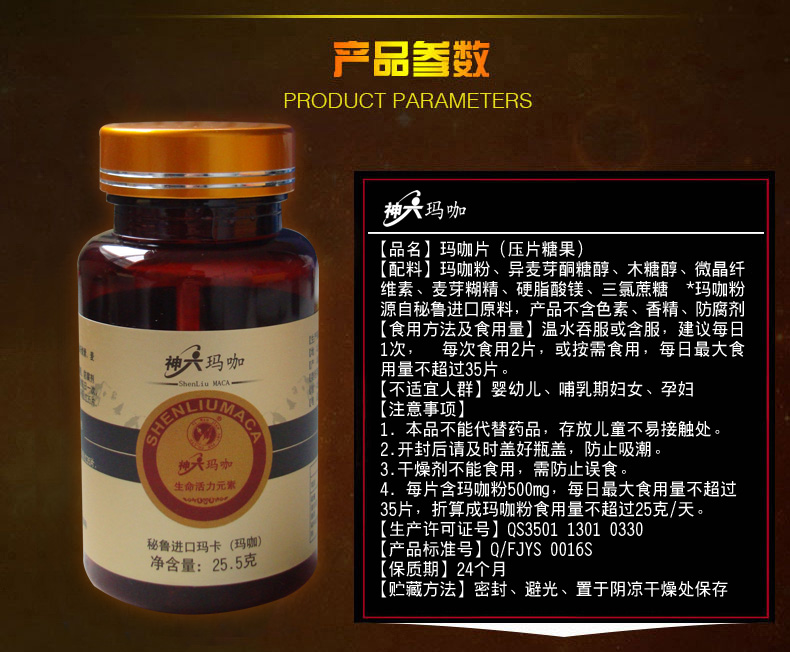 产品参数
PRODUCT PARAMETERS
神六玛咖
ShenLiu MACA
SHENLIUMACA
神六玛咖
生命活力元素
秘鲁进口玛卡（玛咖）
净含量：25.5克
神六玛咖
【品名】玛咖片（压片糖果）
【配料】玛咖粉、异麦芽酮糖醇、木糖醇、微晶纤
维素、麦芽糊精、硬脂酸镁、三氯蔗糖 *玛咖粉
源自秘鲁进口原料，产品不含色素、香精、防腐剂
【食用方法及食用量】温水吞服或含服，建议每日
1次， 每次食用2片，或按需食用，每日最大食
用量不超过35片。
【不适宜人群】婴幼儿、哺乳期妇女、孕妇
【注意事项】
1. 本品不能代替药品，存放儿童不易接触处。
2.开封后请及时盖好瓶盖，防止吸潮。
3.干燥剂不能食用，需防止误食。
4. 每片含玛咖粉500mg，每日最大食用量不超过
35片，折算成玛咖粉食用量不超过25克/天。
【生产许可证号】QS3501 1301 0330
【产品标准号】Q/FJYS 0016S
【保质期】24个月
【贮藏方法】密封、避光、置于阴凉干燥处保存